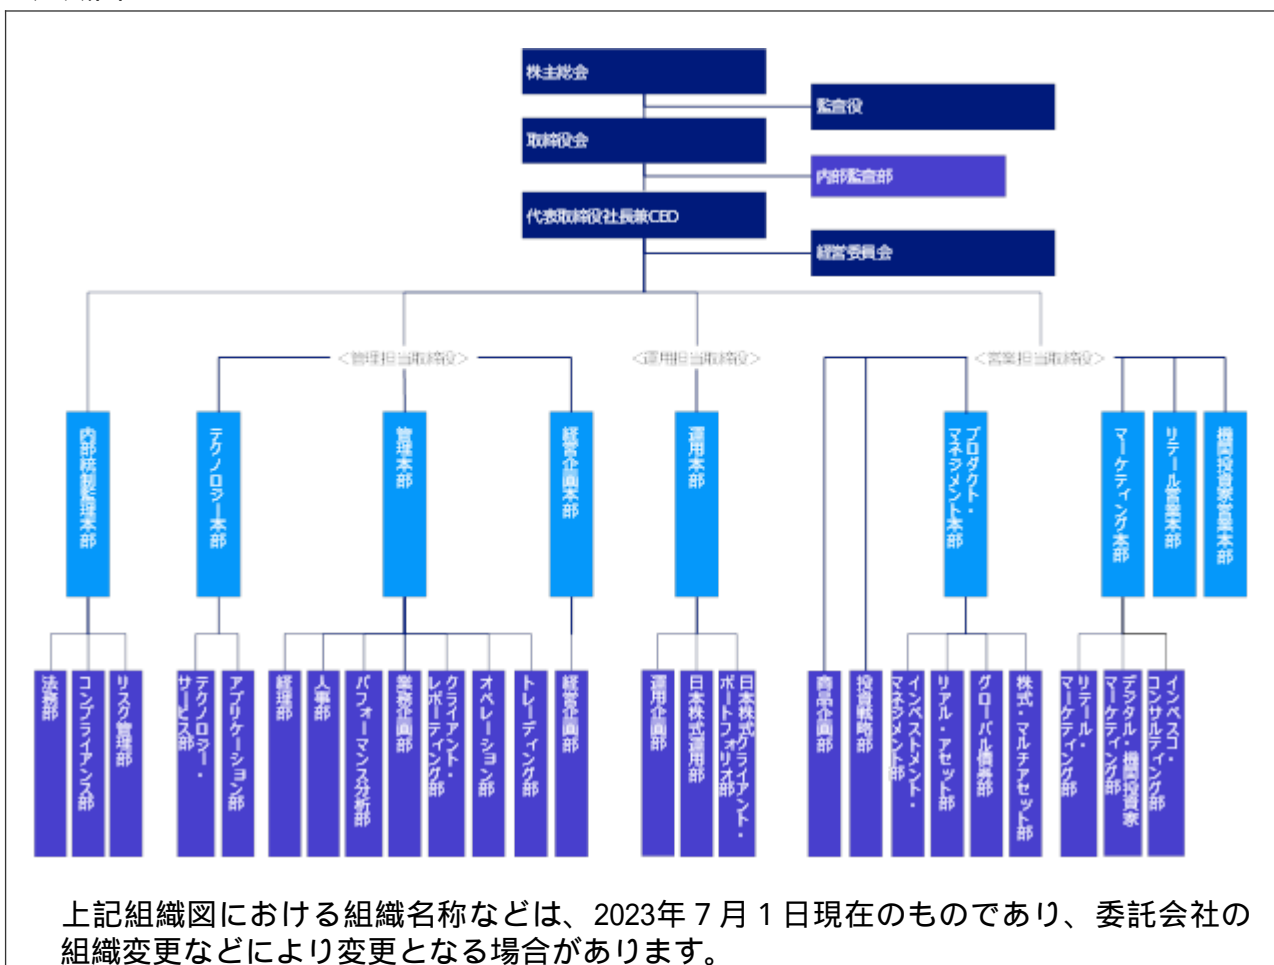 株主総会
監査役
取締役会
内部監査部
代表取締役社長兼CEO
経営委員会
<管理担当取締役>
<運用担当取締役>
<営業担当取締役>
内部統制監理本部
テクノロジー本部
管理本部
経営企画本部
運用本部
プロダクト・
マネジメント本部
マーケティング本部
リテール営業本部
機関投資家営業本部
法務部
コンプライアンス部
リスク管理部
テクノロジー・
サービス部
アプリケーション部
経理部
人事部
パフォーマンス分析部
業務企画部
クライアント・
レポーティング部
オペレーション部
トレーディング部
経営企画部
運用企画部
日本株式運用部
日本株式クライアント・
ポートフォリオ部
商品企画部
投資戦略部
インベストメント・
マネジメント部
リアル・アセット部
グローバル債券部
株式・マルチアセット部
リテール・
マーケティング部
デジタル・機関投資家
マーケティング部
インベスコ・
コンサルティング部
上記組織図における組織名称などは、2023年7月1日現在のものであり、委託会社の
組織変更などにより変更となる場合があります。